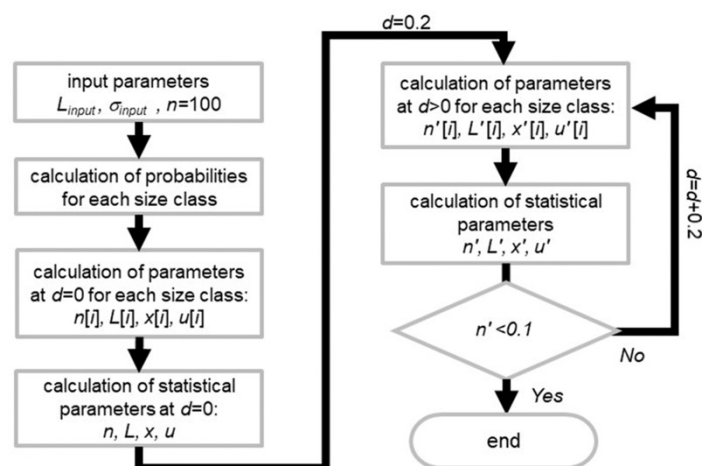 input parameters
L_input, σ_input , n=100
calculation of probabilities
for each size class
calculation of parameters
at d=0 for each size class:
n[i], L[i], x[i], u[i]
calculation of statistical
parameters at d=0:
n, L, x, u
d=0.2
calculation of parameters
at d>0 for each size class:
n'[i], L'[i], x'[i], u'[i]
calculation of statistical
parameters
n', L', x', u'
n'<0.1
No
d=d+0.2
Yes
end